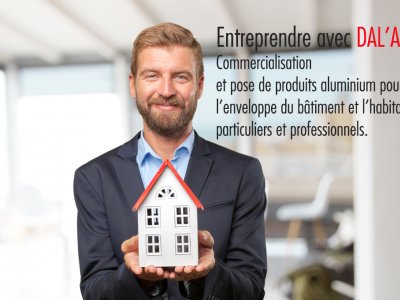 Entreprendre avec DAL'A
Commercialisation
et pose de produits aluminium pou
l'enveloppe du bâtiment et l'habita
particuliers et professionnels.